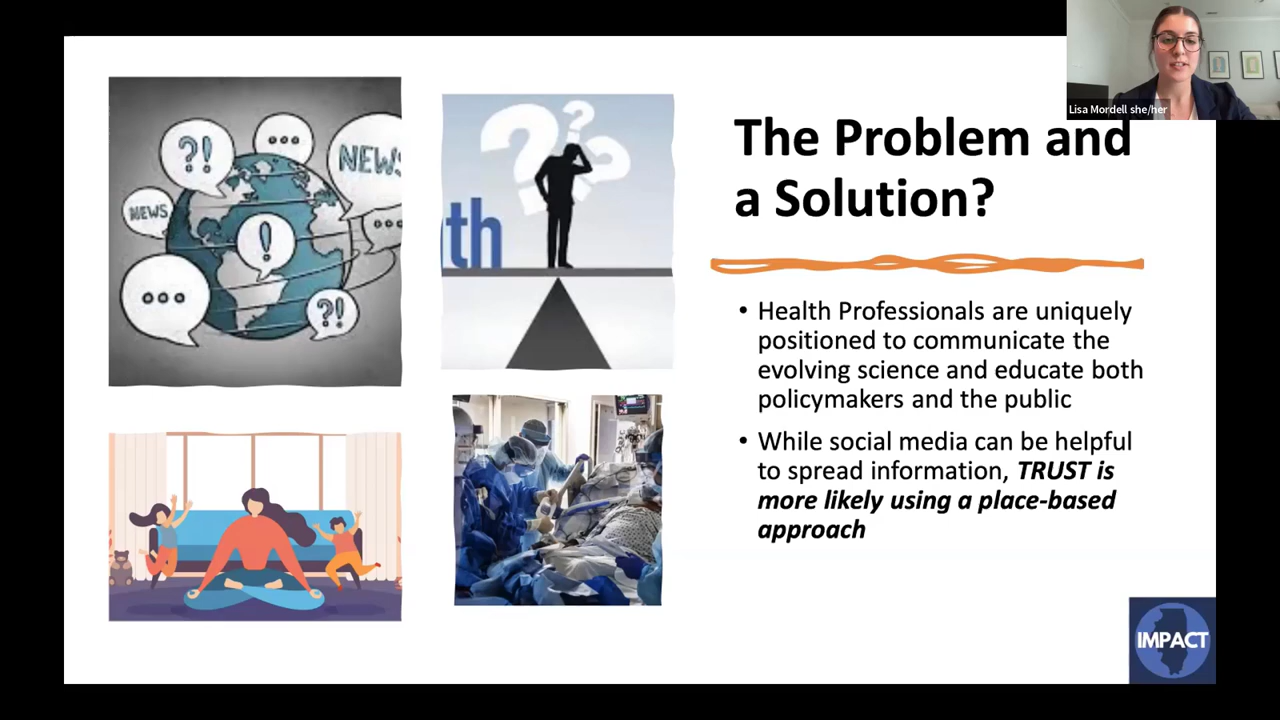 ?!
NEWS
NEWS
!
?!
th
? ? ?
Lisa Mordell she/her
The Problem and
a Solution?
• Health Professionals are uniquely
positioned to communicate the
evolving science and educate both
policymakers and the public
• While social media can be helpful
to spread information, TRUST is
more likely using a place-based
approach
IMPACT